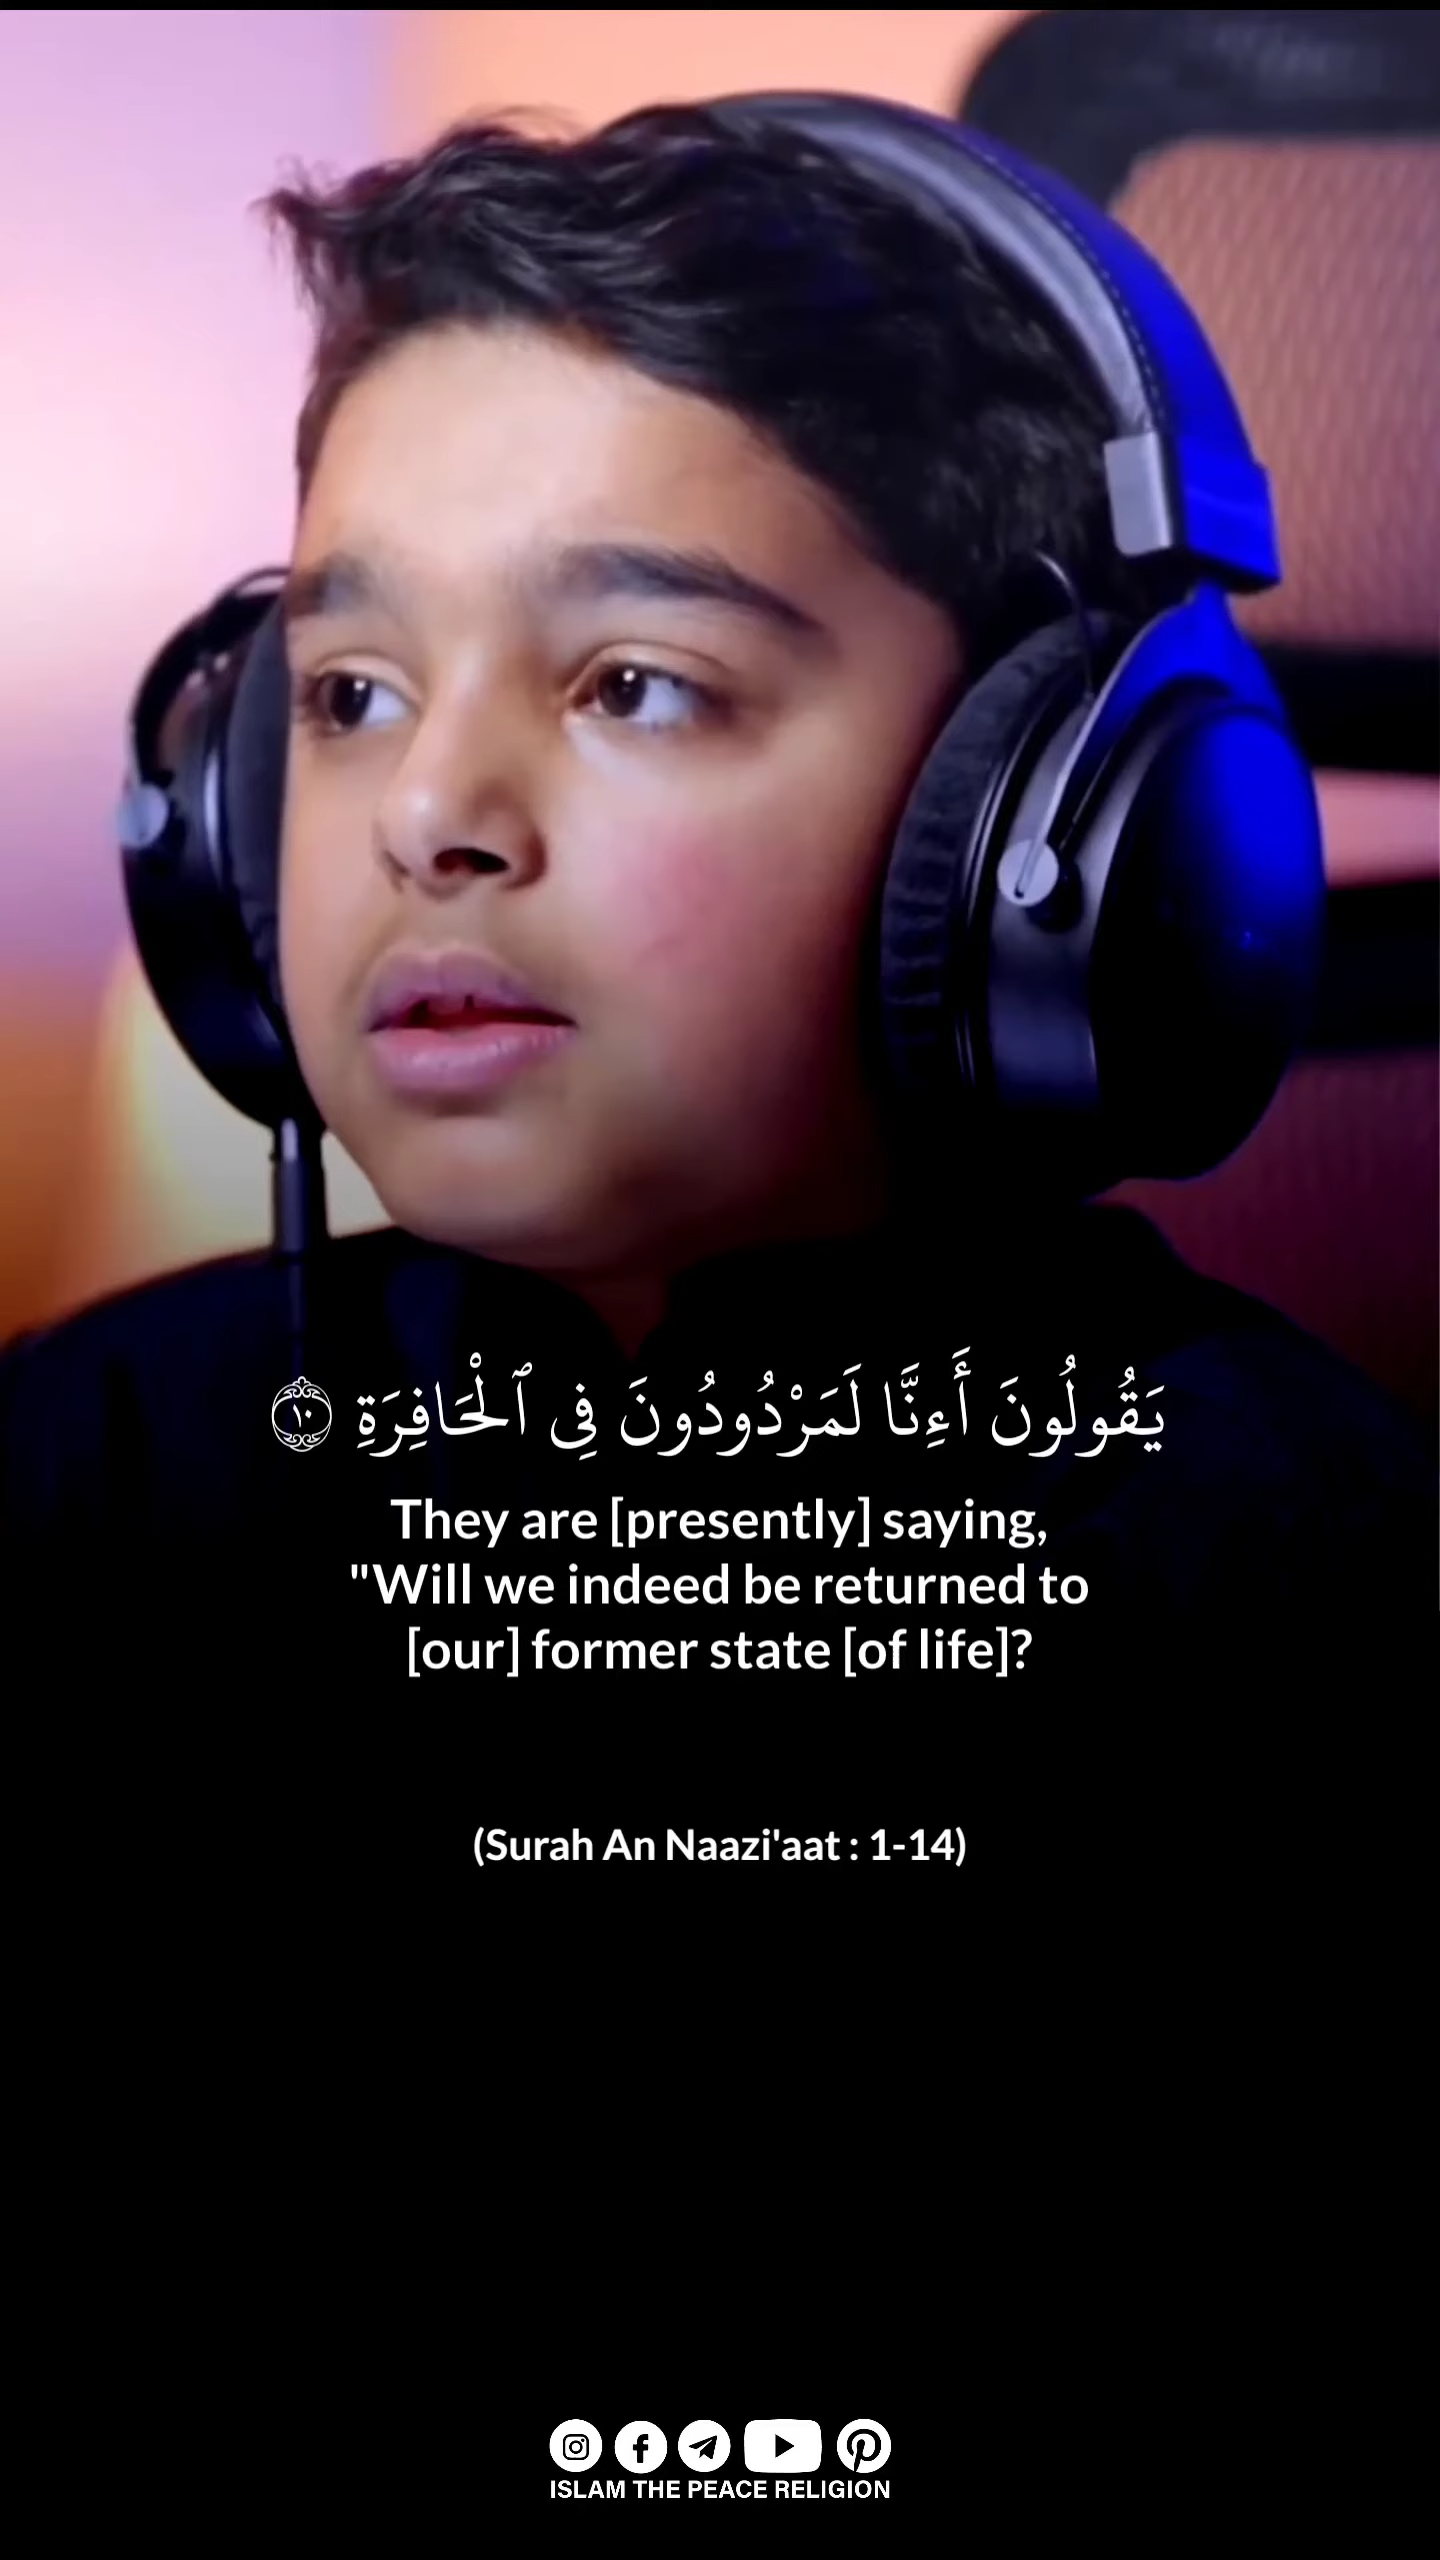 يَقُولُونَ أَءِنَّا لَمَرْدُودُونَ فِى ٱلْحَافِرَةِ ١٠
They are [presently] saying,
"Will we indeed be returned to
[our] former state [of life]?
(Surah An Naazi'aat : 1-14)
ISLAM THE PEACE RELIGION